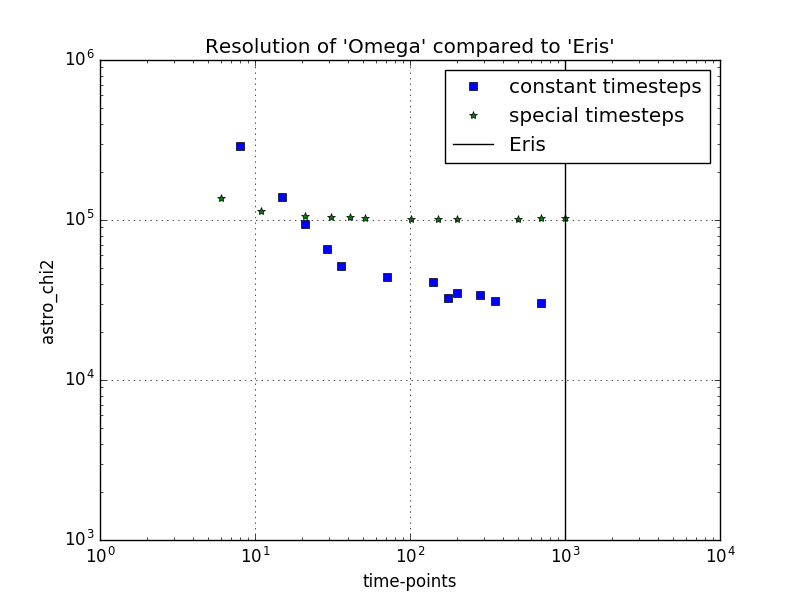 Resolution of 'Omega' compared to 'Eris'
constant timesteps
special timesteps
Eris
astro_chi2
10^6
10^5
10^4
10^3
10^0 10^1 10^2 10^3 10^4
time-points